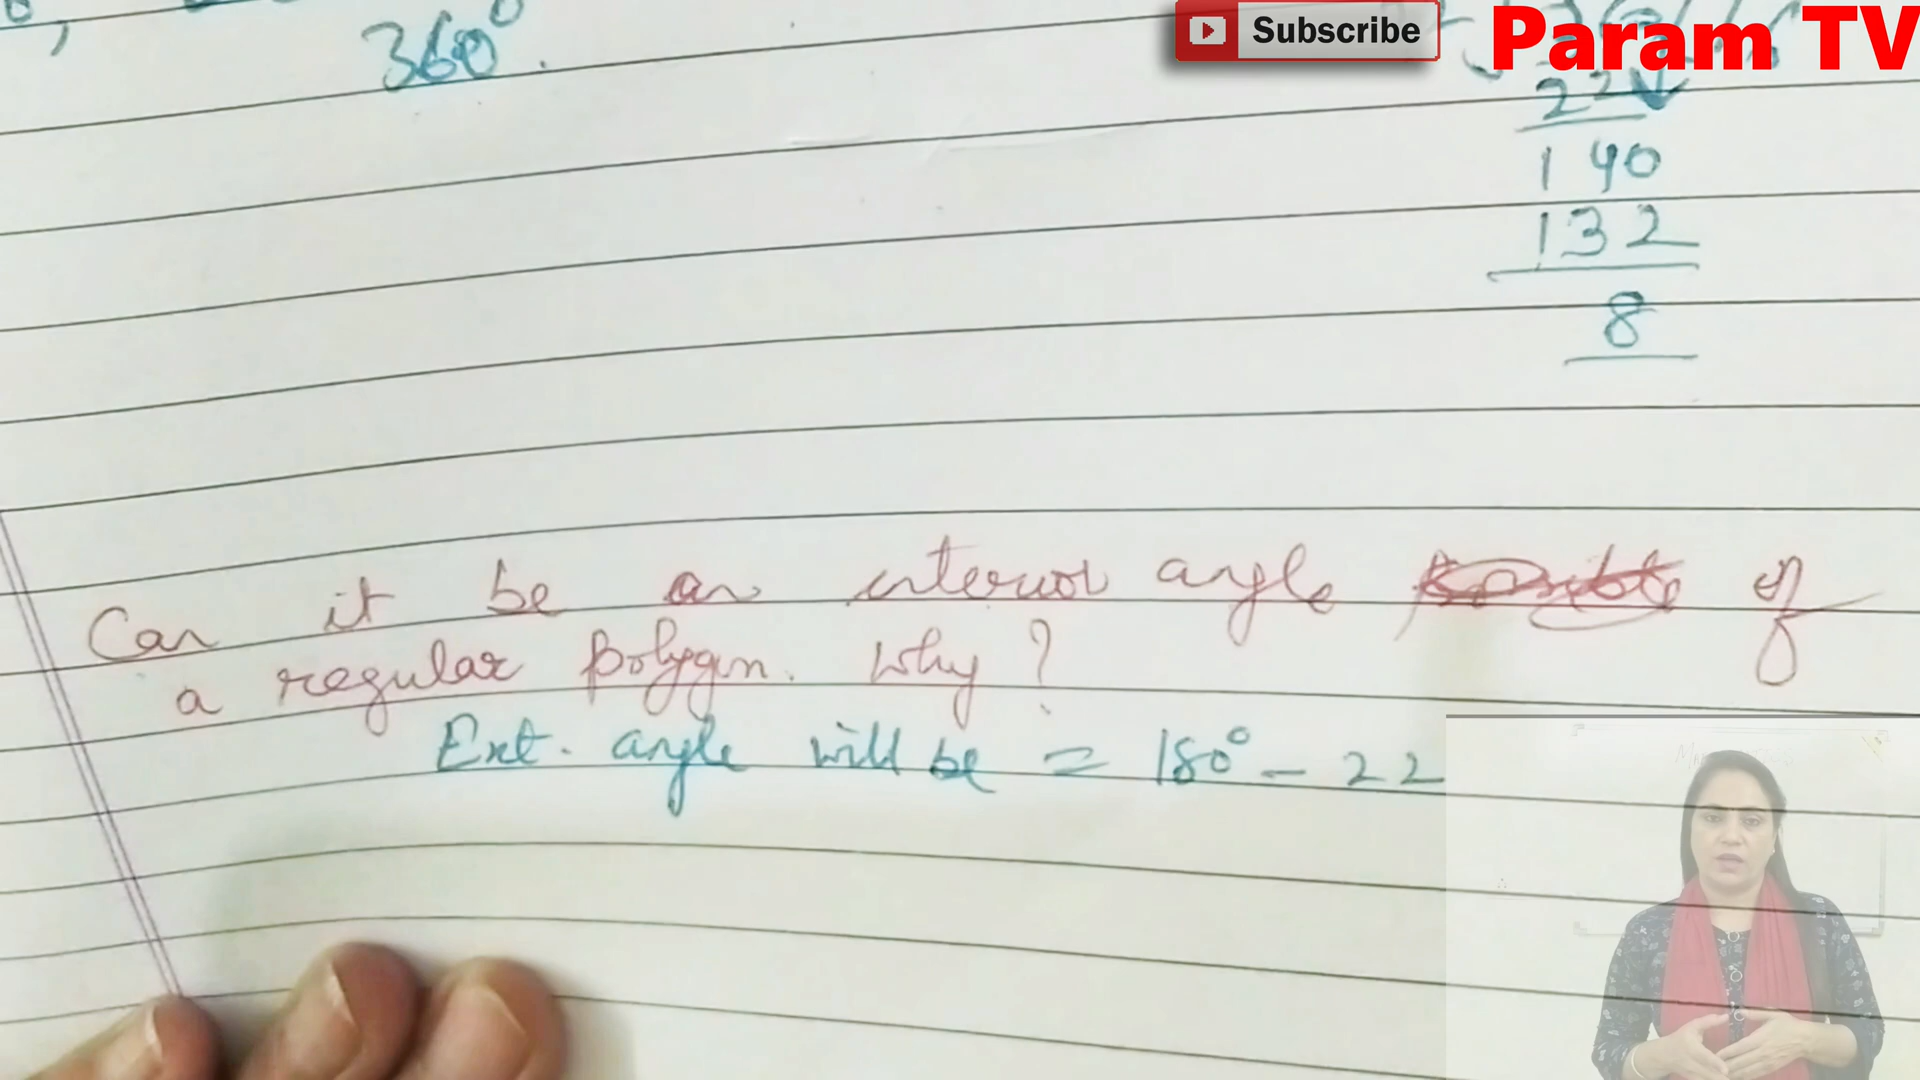 360°.
Subscribe
Param TV
22
140
132
8
Can it be an interior angle of
a regular polygon. Why?
Ext. angle will be = 180° - 22